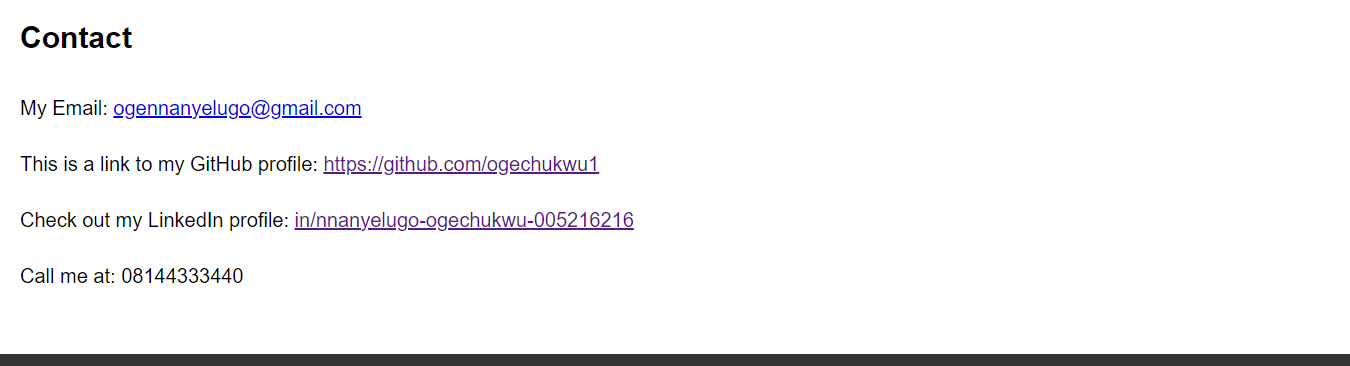 Contact
My Email: ogennanyelugo@gmail.com
This is a link to my GitHub profile: https://github.com/ogechukwu1
Check out my LinkedIn profile: in/nnanyelugo-ogechukwu-005216216
Call me at: 08144333440